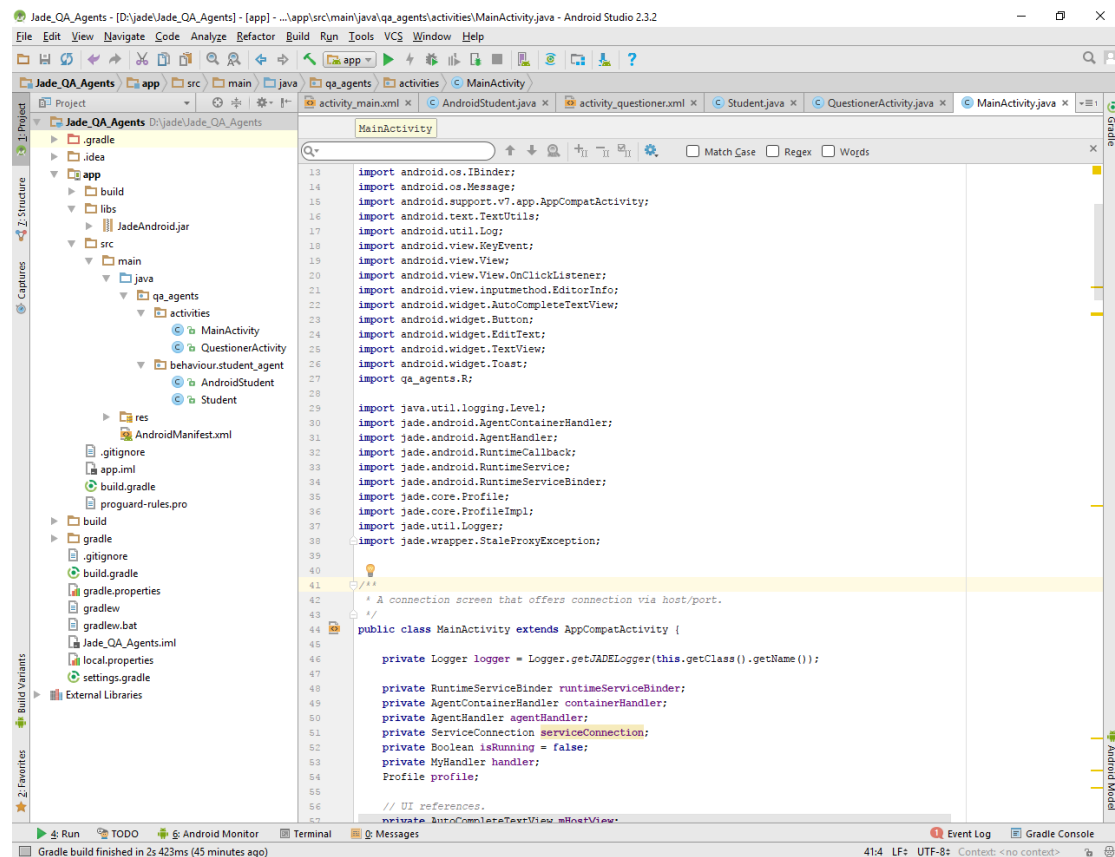 Jade_QA_Agents - [D:\jade\Jade_QA_Agents] - [app] - ...\app\src\main\java\qa_agents\activities\MainActivity.java - Android Studio 2.3.2
File Edit View Navigate Code Analyze Refactor Build Run Tools VCS Window Help
app
Jade_QA_Agents app src main java qa_agents activities MainActivity
Project
activity_main.xml AndroidStudent.java activity_questioner.xml Student.java QuestionerActivity.java MainActivity.java
1: Project
Z: Structure
Captures
Build Variants
2: Favorites
Gradle
Android Model
Jade_QA_Agents D:\jade\Jade_QA_Agents
.gradle
.idea
app
build
libs
JadeAndroid.jar
src
main
java
qa_agents
activities
MainActivity
QuestionerActivity
behaviour.student_agent
AndroidStudent
Student
res
AndroidManifest.xml
.gitignore
app.iml
build.gradle
proguard-rules.pro
build
gradle
.gitignore
build.gradle
gradle.properties
gradlew
gradlew.bat
Jade_QA_Agents.iml
local.properties
settings.gradle
External Libraries
MainActivity
Match Case Regex Words
13 import android.os.IBinder;
14 import android.os.Message;
15 import android.support.v7.app.AppCompatActivity;
16 import android.text.TextUtils;
17 import android.util.Log;
18 import android.view.KeyEvent;
19 import android.view.View;
20 import android.view.View.OnClickListener;
21 import android.view.inputmethod.EditorInfo;
22 import android.widget.AutoCompleteTextView;
23 import android.widget.Button;
24 import android.widget.EditText;
25 import android.widget.TextView;
26 import android.widget.Toast;
27 import qa_agents.R;
28
29 import java.util.logging.Level;
30 import jade.android.AgentContainerHandler;
31 import jade.android.AgentHandler;
32 import jade.android.RuntimeCallback;
33 import jade.android.RuntimeService;
34 import jade.android.RuntimeServiceBinder;
35 import jade.core.Profile;
36 import jade.core.ProfileImpl;
37 import jade.util.Logger;
38 import jade.wrapper.StaleProxyException;
39
40
41 /**
42 * A connection screen that offers connection via host/port.
43 */
44 public class MainActivity extends AppCompatActivity {
45
46 private Logger logger = Logger.getJADELogger(this.getClass().getName());
47
48 private RuntimeServiceBinder runtimeServiceBinder;
49 private AgentContainerHandler containerHandler;
50 private AgentHandler agentHandler;
51 private ServiceConnection serviceConnection;
52 private Boolean isRunning = false;
53 private MyHandler handler;
54 Profile profile;
55
56 // UI references.
57 private AutoCompleteTextView mHostView;
4: Run TODO 6: Android Monitor Terminal 0: Messages Event Log Gradle Console
Gradle build finished in 2s 423ms (45 minutes ago) 41:4 LF UTF-8 Context: <no context>